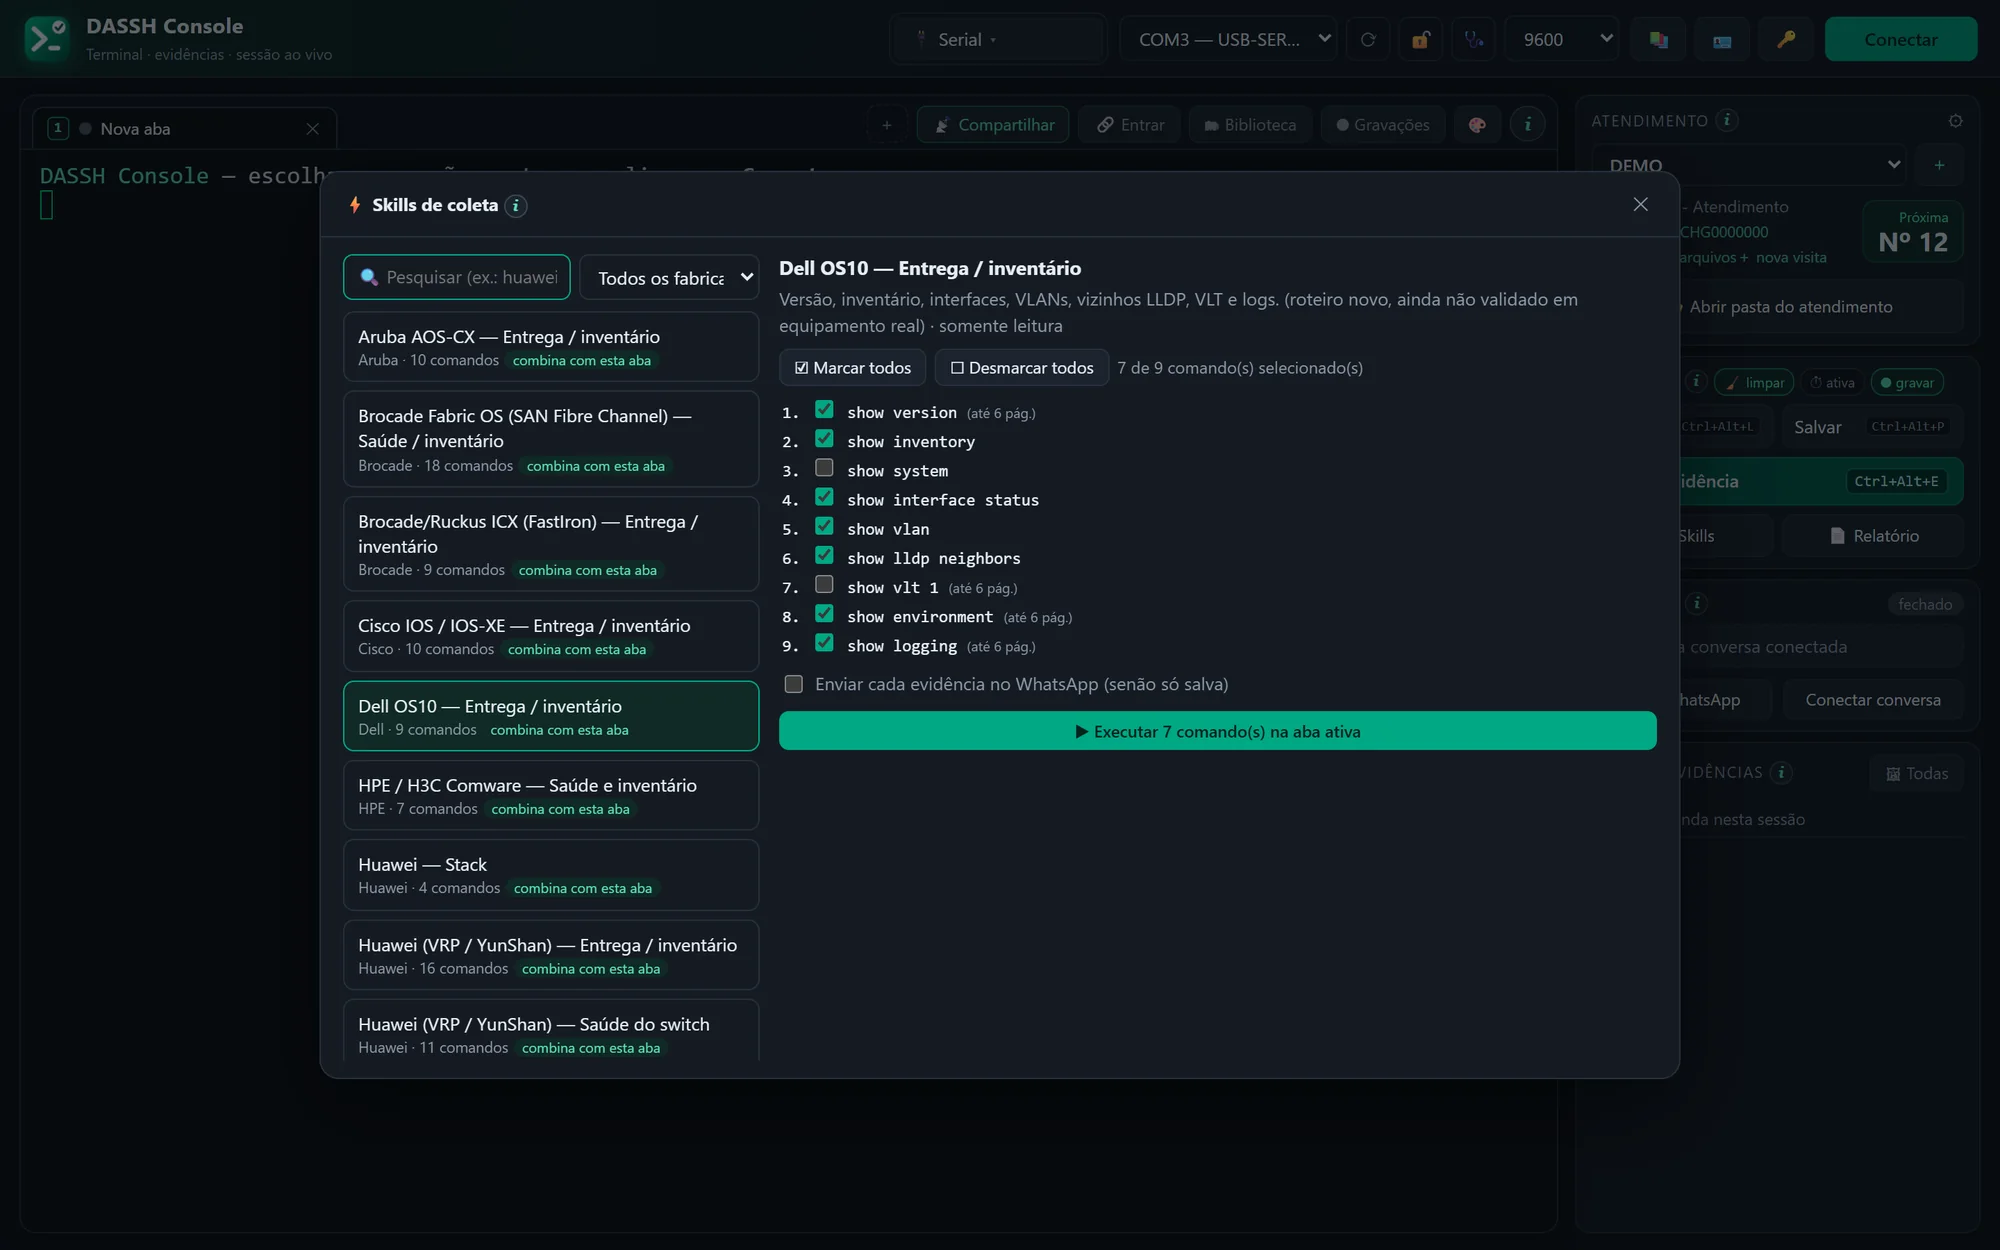 DASSH Console
Terminal · evidências · sessão ao vivo
Serial
COM3 — USB-SER...
9600
Conectar
1 Nova aba
+
Compartilhar
Entrar
Biblioteca
Gravações
i
DASSH Console — escolh
ATENDIMENTO i
DEMO
+
- Atendimento
CHG0000000
arquivos + nova visita
Próxima
Nº 12
Abrir pasta do atendimento
i
limpar
ativa
gravar
Ctrl+Alt+L
Salvar
Ctrl+Alt+P
idência
Ctrl+Alt+E
Skills
Relatório
i
fechado
a conversa conectada
hatsApp
Conectar conversa
VIDÊNCIAS i
Todas
nda nesta sessão
Skills de coleta i
Pesquisar (ex.: huawei
Todos os fabrica
Aruba AOS-CX — Entrega / inventário
Aruba · 10 comandos combina com esta aba
Brocade Fabric OS (SAN Fibre Channel) —
Saúde / inventário
Brocade · 18 comandos combina com esta aba
Brocade/Ruckus ICX (FastIron) — Entrega /
inventário
Brocade · 9 comandos combina com esta aba
Cisco IOS / IOS-XE — Entrega / inventário
Cisco · 10 comandos combina com esta aba
Dell OS10 — Entrega / inventário
Dell · 9 comandos combina com esta aba
HPE / H3C Comware — Saúde e inventário
HPE · 7 comandos combina com esta aba
Huawei — Stack
Huawei · 4 comandos combina com esta aba
Huawei (VRP / YunShan) — Entrega / inventário
Huawei · 16 comandos combina com esta aba
Huawei (VRP / YunShan) — Saúde do switch
Huawei · 11 comandos combina com esta aba
Dell OS10 — Entrega / inventário
Versão, inventário, interfaces, VLANs, vizinhos LLDP, VLT e logs. (roteiro novo, ainda não validado em
equipamento real) · somente leitura
Marcar todos
Desmarcar todos
7 de 9 comando(s) selecionado(s)
1. show version (até 6 pág.)
2. show inventory
3. show system
4. show interface status
5. show vlan
6. show lldp neighbors
7. show vlt 1 (até 6 pág.)
8. show environment (até 6 pág.)
9. show logging (até 6 pág.)
Enviar cada evidência no WhatsApp (senão só salva)
Executar 7 comando(s) na aba ativa